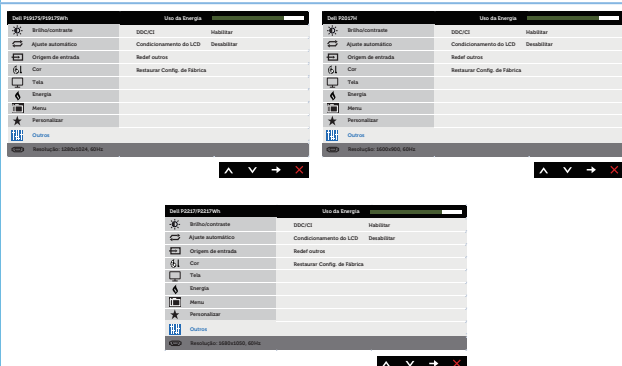 Dell P1917S/P1917SWh Uso da Energia
Brilho/contraste DDC/CI Habilitar
Ajuste automático Condicionamento do LCD Desabilitar
Origem de entrada Redef outros
Cor Restaurar Config. de Fábrica
Tela
Energia
Menu
Personalizar
Outros
Resolução: 1280x1024, 60Hz
Dell P2017H Uso da Energia
Brilho/contraste DDC/CI Habilitar
Ajuste automático Condicionamento do LCD Desabilitar
Origem de entrada Redef outros
Cor Restaurar Config. de Fábrica
Tela
Energia
Menu
Personalizar
Outros
Resolução: 1600x900, 60Hz
Dell P2217/P2217Wh Uso da Energia
Brilho/contraste DDC/CI Habilitar
Ajuste automático Condicionamento do LCD Desabilitar
Origem de entrada Redef outros
Cor Restaurar Config. de Fábrica
Tela
Energia
Menu
Personalizar
Outros
Resolução: 1680x1050, 60Hz